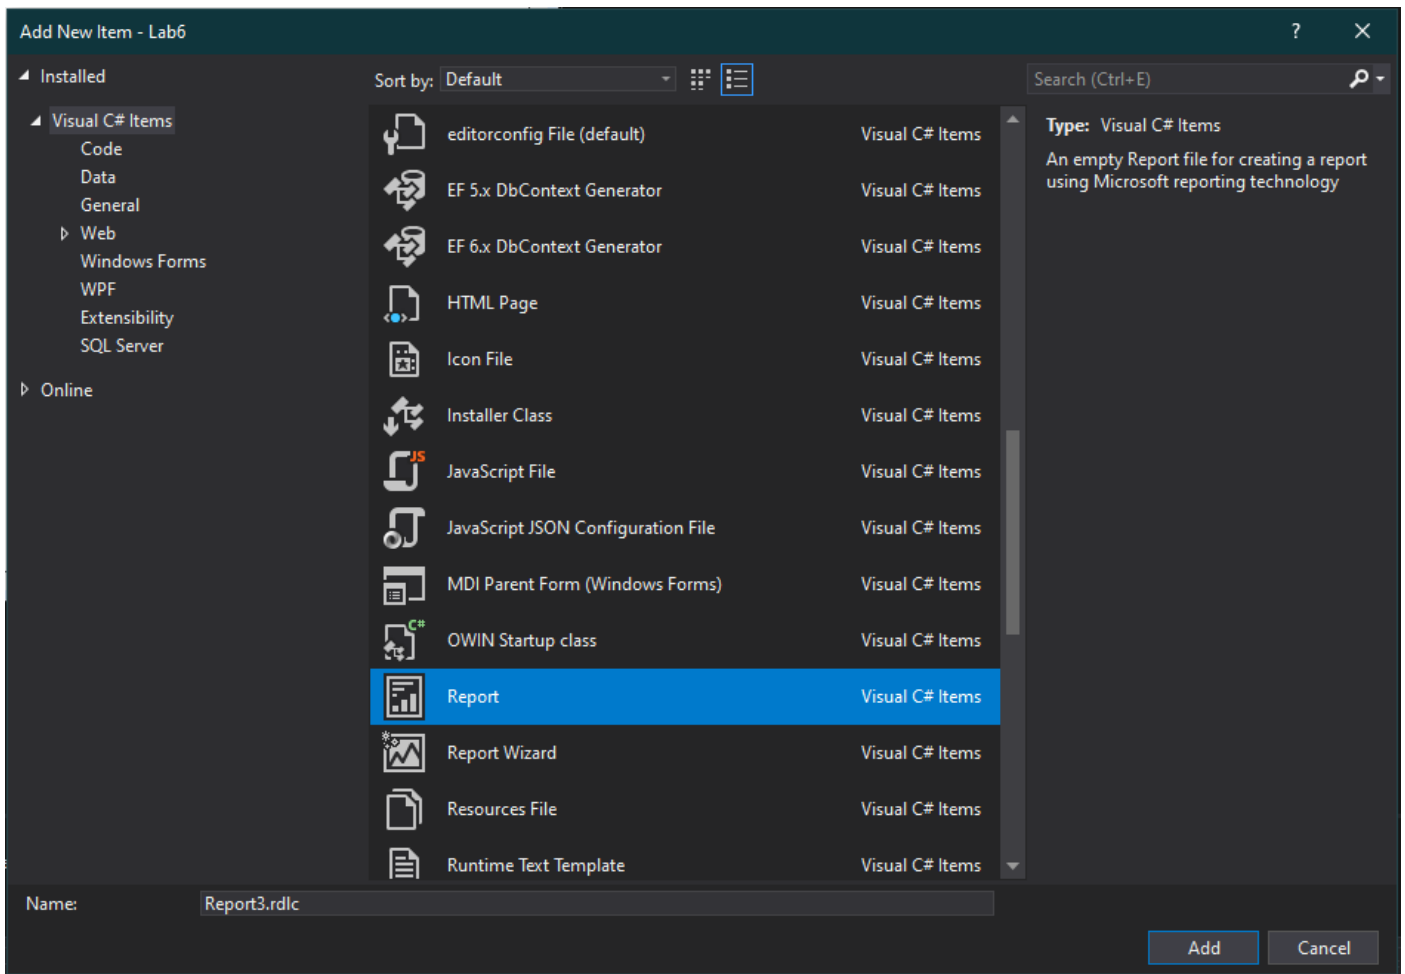 Add New Item - Lab6
?
Installed
Sort by: Default
Search (Ctrl+E)
Visual C# Items
Code
Data
General
Web
Windows Forms
WPF
Extensibility
SQL Server
Online
editorconfig File (default) Visual C# Items
EF 5.x DbContext Generator Visual C# Items
EF 6.x DbContext Generator Visual C# Items
HTML Page Visual C# Items
Icon File Visual C# Items
Installer Class Visual C# Items
JS
JavaScript File Visual C# Items
JavaScript JSON Configuration File Visual C# Items
MDI Parent Form (Windows Forms) Visual C# Items
C#
OWIN Startup class Visual C# Items
Report Visual C# Items
Report Wizard Visual C# Items
Resources File Visual C# Items
Runtime Text Template Visual C# Items
Type: Visual C# Items
An empty Report file for creating a report
using Microsoft reporting technology
Name: Report3.rdlc
Add Cancel